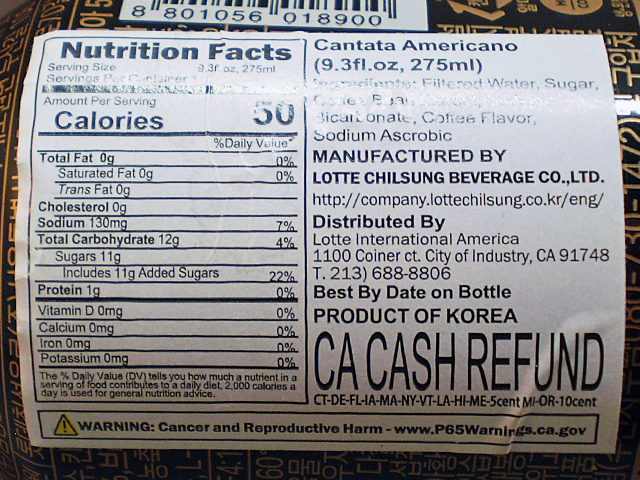 8 801056 018900
Nutrition Facts
Serving Size 9.3fl.oz, 275ml
Servings Per Container 1
Amount Per Serving
Calories 50
%Daily Value*
Total Fat 0g 0%
Saturated Fat 0g 0%
Trans Fat 0g
Cholesterol 0g
Sodium 130mg 7%
Total Carbohydrate 12g 4%
Sugars 11g
Includes 11g Added Sugars 22%
Protein 1g 0%
Vitamin D 0mg 0%
Calcium 0mg 0%
Iron 0mg 0%
Potassium 0mg 0%
The % Daily Value (DV) tells you how much a nutrient in a
serving of food contributes to a daily diet. 2,000 calories a
day is used for general nutrition advice.
Cantata Americano
(9.3fl.oz, 275ml)
Ingredients: Filtered Water, Sugar,
Bicarbonate, Coffee Flavor,
Sodium Ascrobic
MANUFACTURED BY
LOTTE CHILSUNG BEVERAGE CO.,LTD.
http://company.lottechilsung.co.kr/eng/
Distributed By
Lotte International America
1100 Coiner ct. City of Industry, CA 91748
T. 213) 688-8806
Best By Date on Bottle
PRODUCT OF KOREA
CA CASH REFUND
CT-DE-FL-IA-MA-NY-VT-LA-HI-ME-5cent MI-OR-10cent
WARNING: Cancer and Reproductive Harm - www.P65Warnings.ca.gov